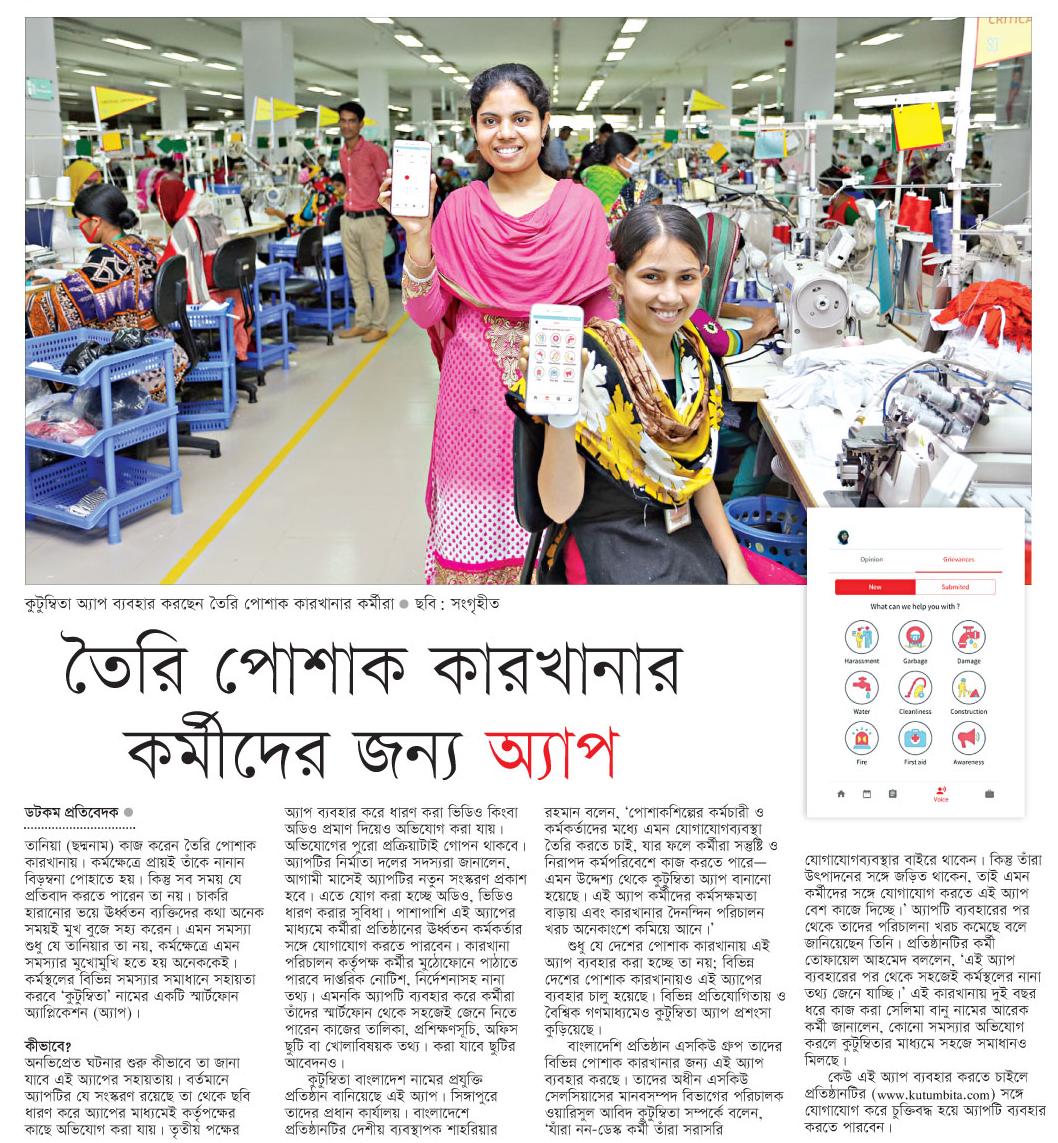 CRITICA
কুটুম্বিতা অ্যাপ ব্যবহার করছেন তৈরি পোশাক কারখানার কর্মীরা ● ছবি : সংগৃহীত
তৈরি পোশাক কারখানার
কর্মীদের জন্য অ্যাপ
Opinion Grievances
New Submited
What can we help you with ?
Harassment Garbage Damage
Water Cleanliness Construction
Fire First aid Awareness
Voice
ডটকম প্রতিবেদক ●
তানিয়া (ছদ্মনাম) কাজ করেন তৈরি পোশাক
কারখানায়। কর্মক্ষেত্রে প্রায়ই তাঁকে নানান
বিড়ম্বনা পোহাতে হয়। কিন্তু সব সময় যে
প্রতিবাদ করতে পারেন তা নয়। চাকরি
হারানোর ভয়ে ঊর্ধ্বতন ব্যক্তিদের কথা অনেক
সময়ই মুখ বুজে সহ্য করেন। এমন সমস্যা
শুধু যে তানিয়ার তা নয়, কর্মক্ষেত্রে এমন
সমস্যার মুখোমুখি হতে হয় অনেককেই।
কর্মস্থলের বিভিন্ন সমস্যার সমাধানে সহায়তা
করবে ‘কুটুম্বিতা’ নামের একটি স্মার্টফোন
অ্যাপ্লিকেশন (অ্যাপ)।
কীভাবে?
অনভিপ্রেত ঘটনার শুরু কীভাবে তা জানা
যাবে এই অ্যাপের সহায়তায়। বর্তমানে
অ্যাপটির যে সংস্করণ রয়েছে তা থেকে ছবি
ধারণ করে অ্যাপের মাধ্যমেই কর্তৃপক্ষের
কাছে অভিযোগ করা যায়। তৃতীয় পক্ষের
অ্যাপ ব্যবহার করে ধারণ করা ভিডিও কিংবা
অডিও প্রমাণ দিয়েও অভিযোগ করা যায়।
অভিযোগের পুরো প্রক্রিয়াটাই গোপন থাকবে।
অ্যাপটির নির্মাতা দলের সদস্যরা জানালেন,
আগামী মাসেই অ্যাপটির নতুন সংস্করণ প্রকাশ
হবে। এতে যোগ করা হচ্ছে অডিও, ভিডিও
ধারণ করার সুবিধা। পাশাপাশি এই অ্যাপের
মাধ্যমে কর্মীরা প্রতিষ্ঠানের ঊর্ধ্বতন কর্মকর্তার
সঙ্গে যোগাযোগ করতে পারবেন। কারখানা
পরিচালন কর্তৃপক্ষ কর্মীর মুঠোফোনে পাঠাতে
পারবে দাপ্তরিক নোটিশ, নির্দেশনাসহ নানা
তথ্য। এমনকি অ্যাপটি ব্যবহার করে কর্মীরা
তাঁদের স্মার্টফোন থেকে সহজেই জেনে নিতে
পারেন কাজের তালিকা, প্রশিক্ষণসূচি, অফিস
ছুটি বা খোলাবিষয়ক তথ্য। করা যাবে ছুটির
আবেদনও।
কুটুম্বিতা বাংলাদেশ নামের প্রযুক্তি
প্রতিষ্ঠান বানিয়েছে এই অ্যাপ। সিঙ্গাপুরে
তাদের প্রধান কার্যালয়। বাংলাদেশে
প্রতিষ্ঠানটির দেশীয় ব্যবস্থাপক শাহরিয়ার
রহমান বলেন, ‘পোশাকশিল্পের কর্মচারী ও
কর্মকর্তাদের মধ্যে এমন যোগাযোগব্যবস্থা
তৈরি করতে চাই, যার ফলে কর্মীরা সন্তুষ্টি ও
নিরাপদ কর্মপরিবেশে কাজ করতে পারে—
এমন উদ্দেশ্য থেকে কুটুম্বিতা অ্যাপ বানানো
হয়েছে। এই অ্যাপ কর্মীদের কর্মসক্ষমতা
বাড়ায় এবং কারখানার দৈনন্দিন পরিচালন
খরচ অনেকাংশে কমিয়ে আনে।’
শুধু যে দেশের পোশাক কারখানায় এই
অ্যাপ ব্যবহার করা হচ্ছে তা নয়; বিভিন্ন
দেশের পোশাক কারখানায়ও এই অ্যাপের
ব্যবহার চালু হয়েছে। বিভিন্ন প্রতিযোগিতায় ও
বৈশ্বিক গণমাধ্যমেও কুটুম্বিতা অ্যাপ প্রশংসা
কুড়িয়েছে।
বাংলাদেশি প্রতিষ্ঠান এসকিউ গ্রুপ তাদের
বিভিন্ন পোশাক কারখানার জন্য এই অ্যাপ
ব্যবহার করছে। তাদের অধীন এসকিউ
সেলসিয়াসের মানবসম্পদ বিভাগের পরিচালক
ওয়ারিসুল আবিদ কুটুম্বিতা সম্পর্কে বলেন,
‘যাঁরা নন-ডেস্ক কর্মী তাঁরা সরাসরি
যোগাযোগব্যবস্থার বাইরে থাকেন। কিন্তু তাঁরা
উৎপাদনের সঙ্গে জড়িত থাকেন, তাই এমন
কর্মীদের সঙ্গে যোগাযোগ করতে এই অ্যাপ
বেশ কাজে দিচ্ছে।’ অ্যাপটি ব্যবহারের পর
থেকে তাদের পরিচালনা খরচ কমেছে বলে
জানিয়েছেন তিনি। প্রতিষ্ঠানটির কর্মী
তোফায়েল আহমেদ বললেন, ‘এই অ্যাপ
ব্যবহারের পর থেকে সহজেই কর্মস্থলের নানা
তথ্য জেনে যাচ্ছি।’ এই কারখানায় দুই বছর
ধরে কাজ করা সেলিমা বানু নামের আরেক
কর্মী জানালেন, কোনো সমস্যার অভিযোগ
করলে কুটুম্বিতার মাধ্যমে সহজে সমাধানও
মিলছে।
কেউ এই অ্যাপ ব্যবহার করতে চাইলে
প্রতিষ্ঠানটির (www.kutumbita.com) সঙ্গে
যোগাযোগ করে চুক্তিবদ্ধ হয়ে অ্যাপটি ব্যবহার
করতে পারবেন।